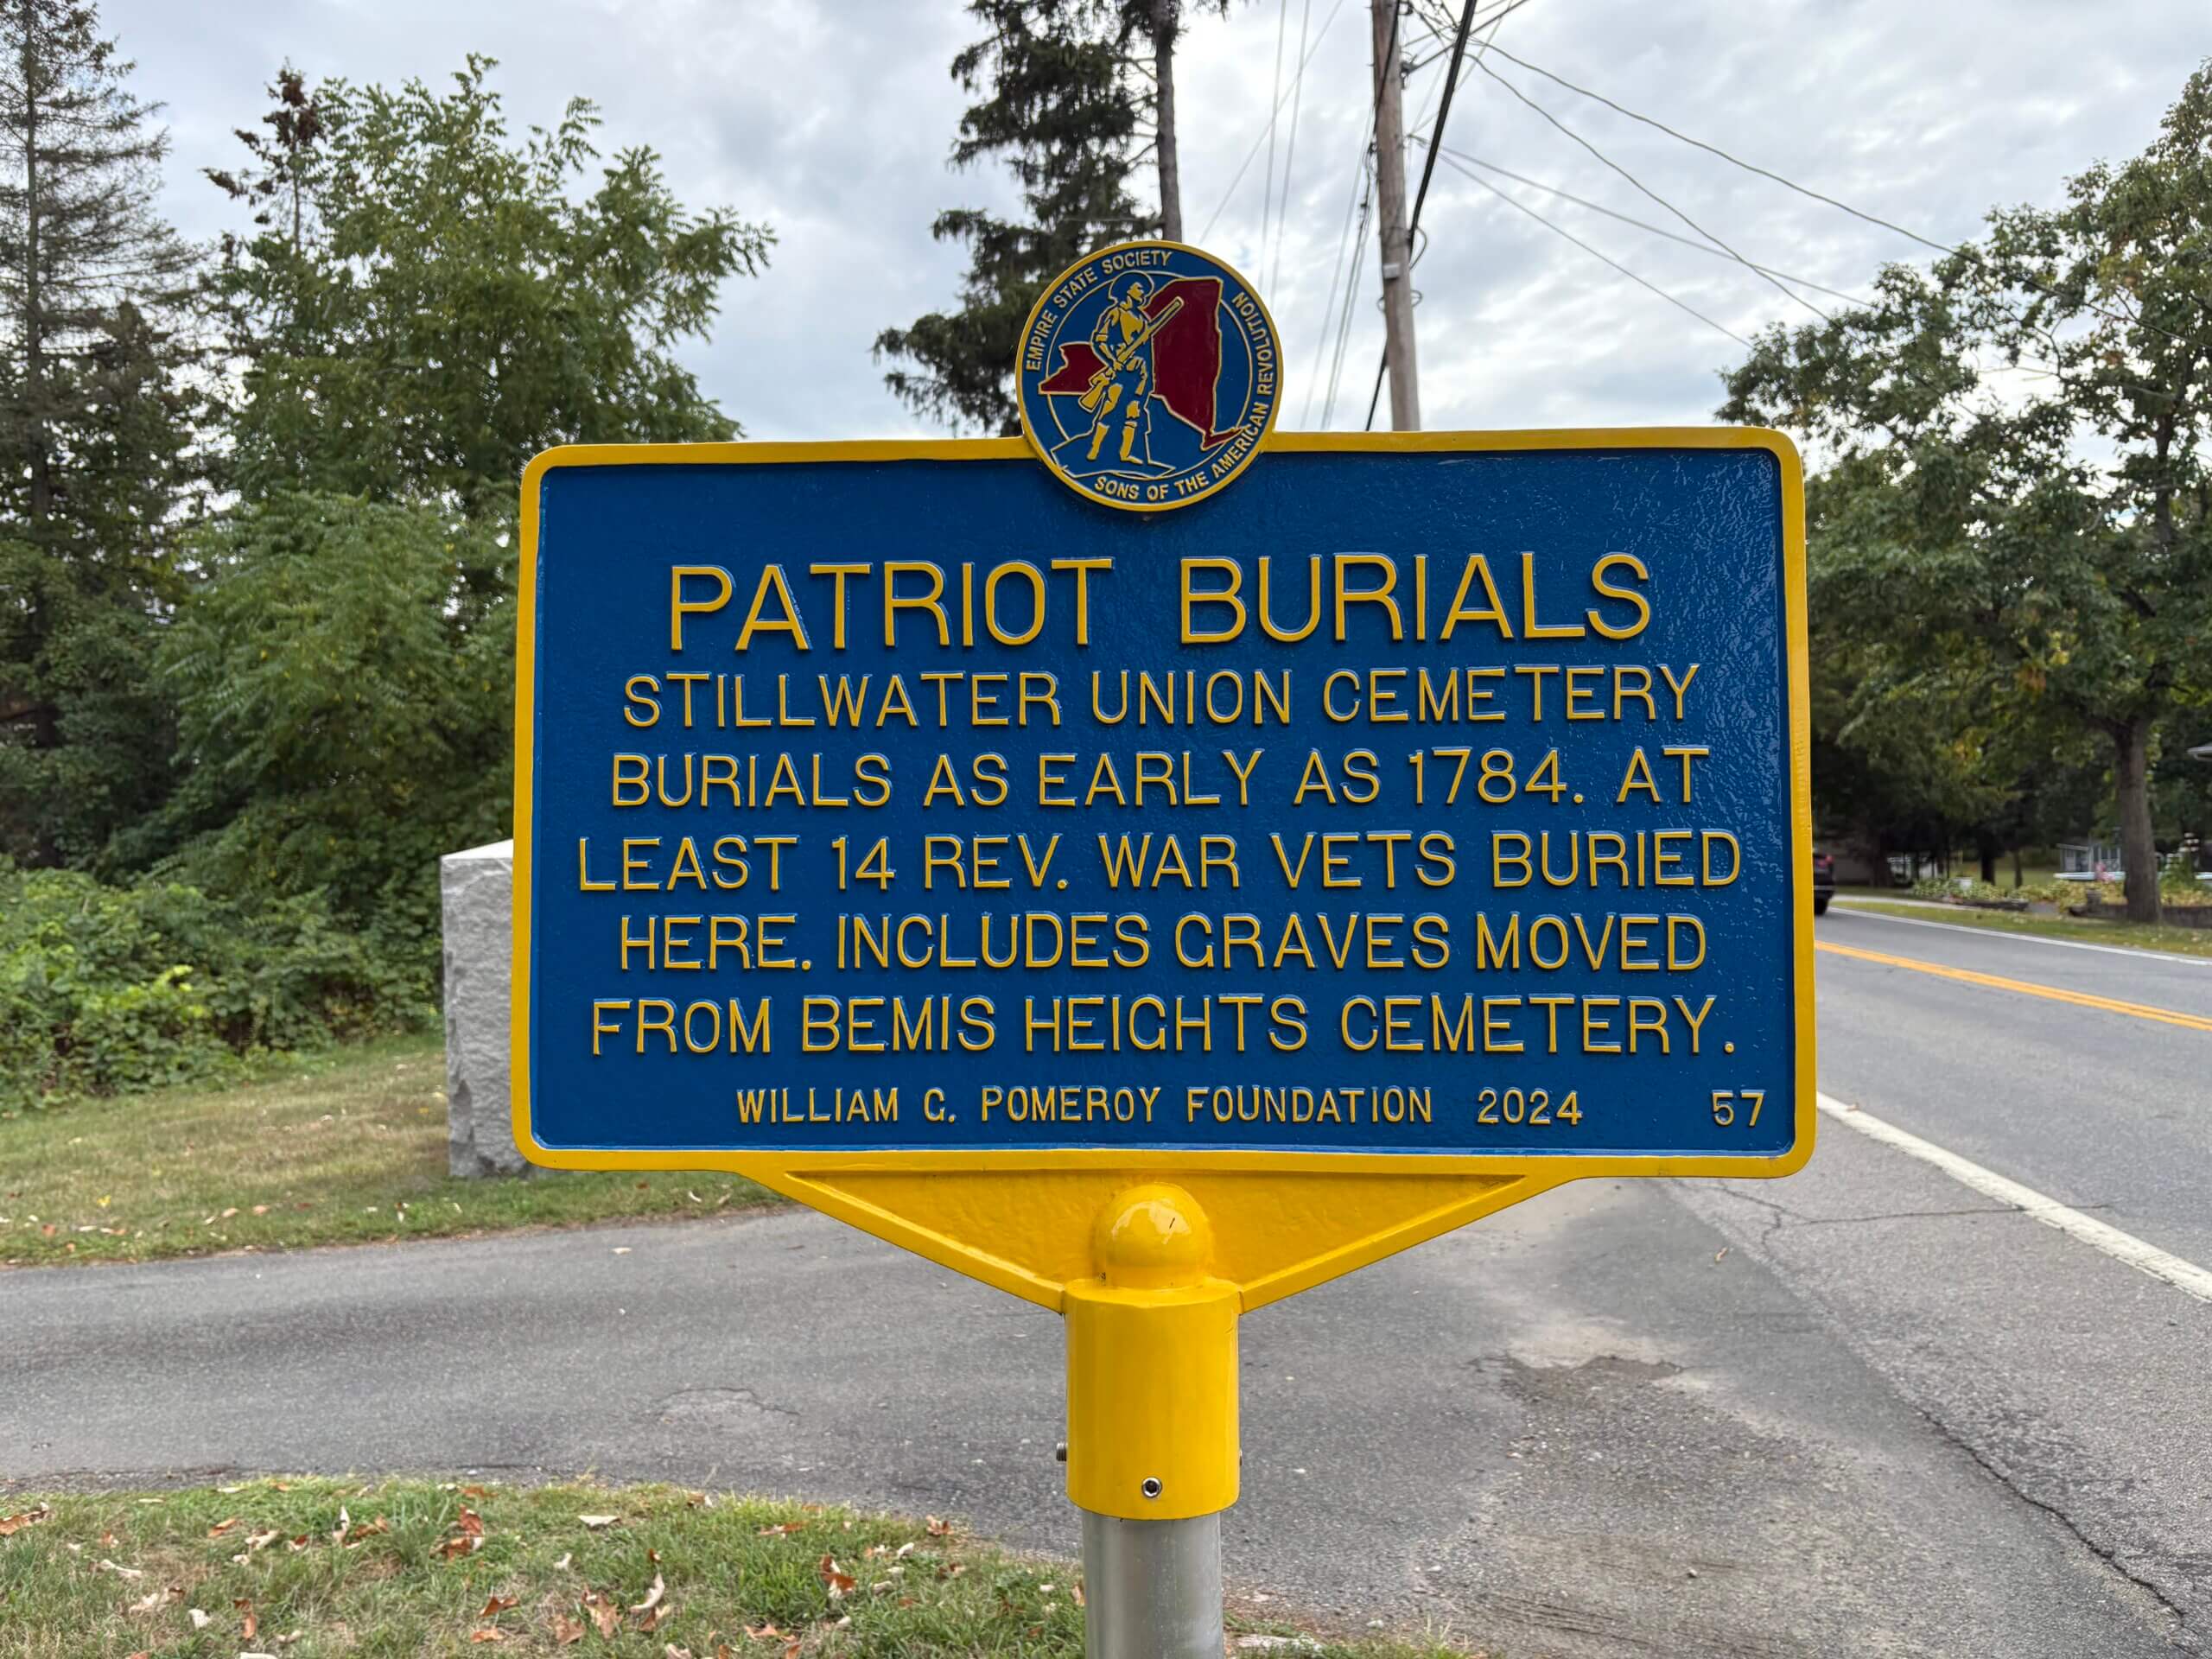 EMPIRE STATE SOCIETY
SONS OF THE AMERICAN REVOLUTION
PATRIOT BURIALS
STILLWATER UNION CEMETERY
BURIALS AS EARLY AS 1784. AT
LEAST 14 REV. WAR VETS BURIED
HERE. INCLUDES GRAVES MOVED
FROM BEMIS HEIGHTS CEMETERY.
WILLIAM G. POMEROY FOUNDATION 2024 57